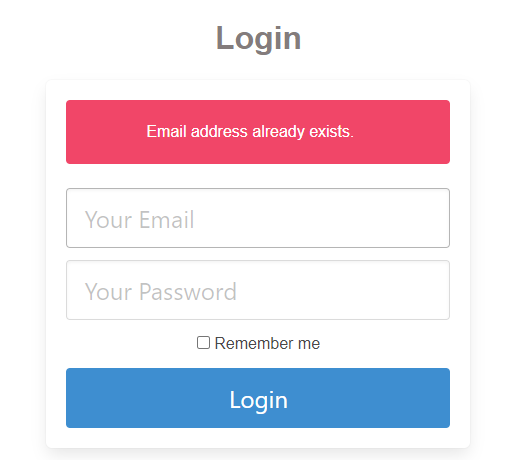 Login
Email address already exists.
Your Email
Your Password
Remember me
Login